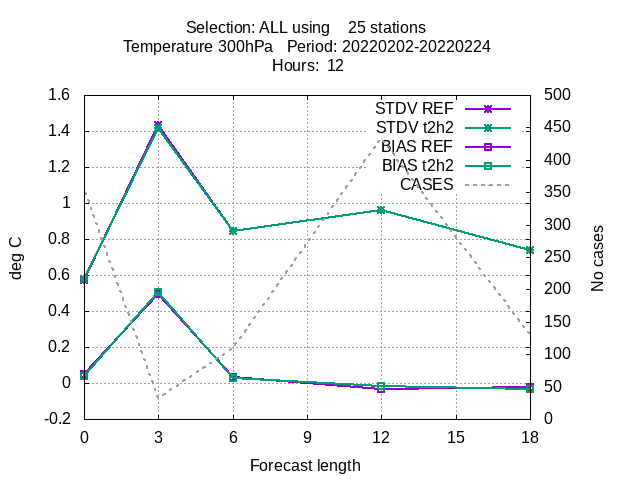 Selection: ALL using 25 stations
Temperature 300hPa Period: 20220202-20220224
Hours: 12
1.6
1.4
1.2
1
0.8
0.6
0.4
0.2
0
-0.2
500
450
400
350
300
250
200
150
100
50
0
STDV REF
STDV t2h2
BIAS REF
BIAS t2h2
CASES
deg C
No cases
0 3 6 9 12 15 18
Forecast length